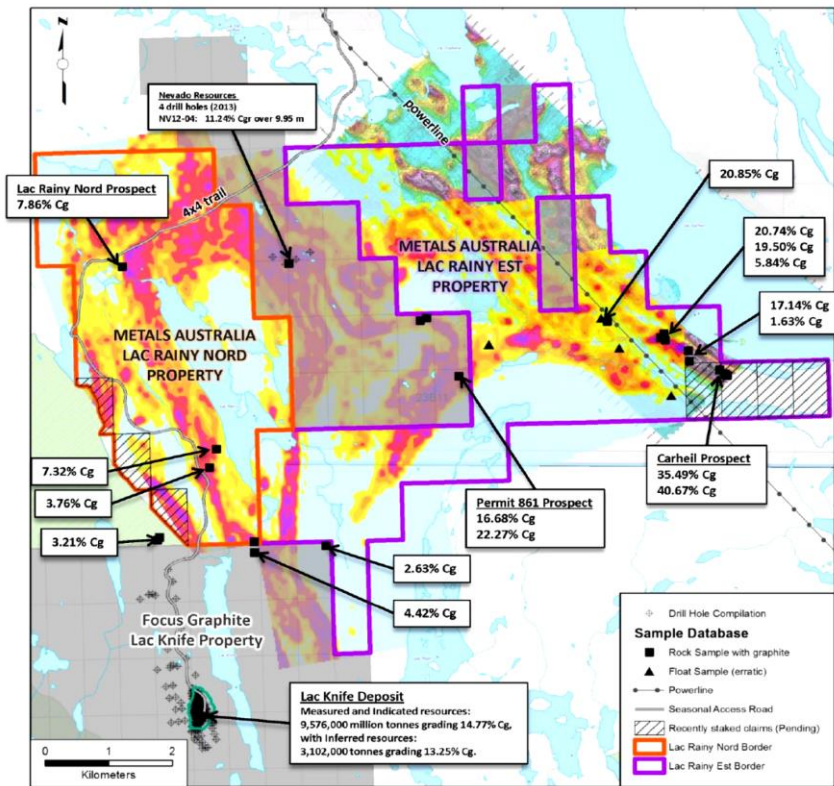 N
Nevado Resources
4 drill holes (2013)
NV12-04: 11.24% Cgr over 9.95 m
powerline
4x4 trail
Lac Rainy Nord Prospect
7.86% Cg
20.85% Cg
METALS AUSTRALIA
LAC RAINY EST
PROPERTY
20.74% Cg
19.50% Cg
5.84% Cg
17.14% Cg
1.63% Cg
METALS AUSTRALIA
LAC RAINY NORD
PROPERTY
7.32% Cg
3.76% Cg
3.21% Cg
Permit 861 Prospect
16.68% Cg
22.27% Cg
Carheil Prospect
35.49% Cg
40.67% Cg
2.63% Cg
4.42% Cg
Focus Graphite
Lac Knife Property
Lac Knife Deposit
Measured and Indicated resources:
9,576,000 million tonnes grading 14.77% Cg,
with Inferred resources:
3,102,000 tonnes grading 13.25% Cg.
0 1 2
Kilometers
Drill Hole Compilation
Sample Database
Rock Sample with graphite
Float Sample (erratic)
Powerline
Seasonal Access Road
Recently staked claims (Pending)
Lac Rainy Nord Border
Lac Rainy Est Border